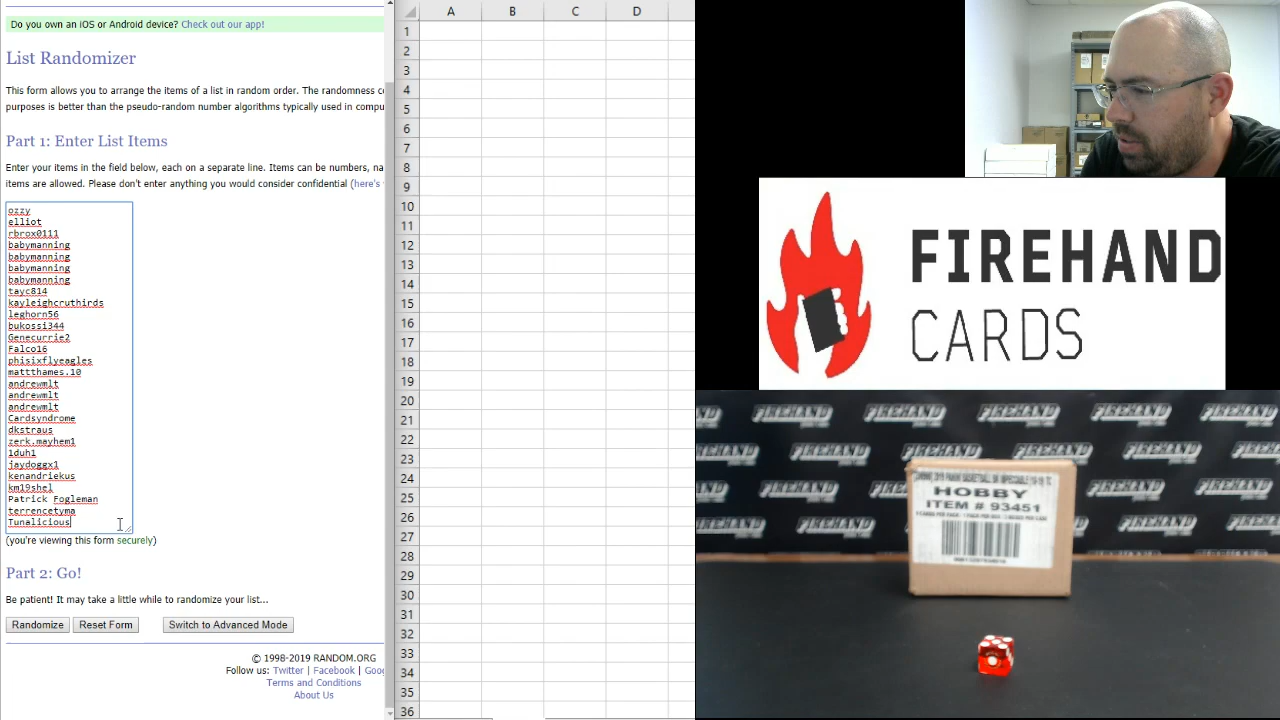 Do you own an iOS or Android device? Check out our app!
List Randomizer
This form allows you to arrange the items of a list in random order. The randomness c
purposes is better than the pseudo-random number algorithms typically used in compu
Part 1: Enter List Items
Enter your items in the field below, each on a separate line. Items can be numbers, na
items are allowed. Please don't enter anything you would consider confidential (here's
ozzy
elliot
rbrox0111
babymanning
babymanning
babymanning
babymanning
tayc814
kayleighcruthirds
leghorn56
bukossi344
Genecurrie2
Falco16
phisixflyeagles
mattthames.10
andrewmlt
andrewmlt
andrewmlt
Cardsyndrome
dkstraus
zerk.mayhem1
1duh1
jaydoggx1
kenandriekus
km19shel
Patrick Fogleman
terrencetyma
Tunalicious
(you're viewing this form securely)
Part 2: Go!
Be patient! It may take a little while to randomize your list...
Randomize Reset Form Switch to Advanced Mode
© 1998-2019 RANDOM.ORG
Follow us: Twitter | Facebook | Goo
Terms and Conditions
About Us
A B C D
1
2
3
4
5
6
7
8
9
10
11
12
13
14
15
16
17
18
19
20
21
22
23
24
25
26
27
28
29
30
31
32
33
34
35
36
FIREHAND
CARDS
FIREHAND FIREHAND FIREHAND FIREHAND
HOBBY
ITEM # 93451